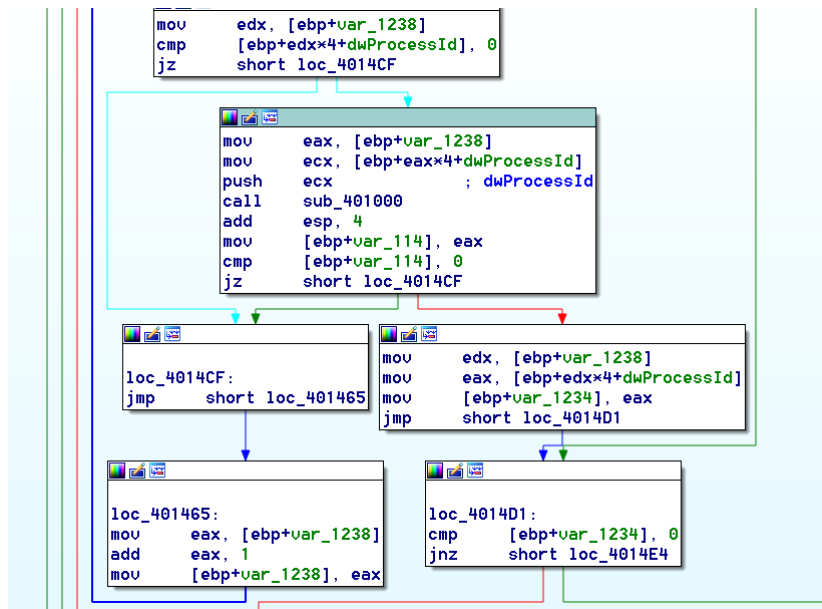 mov     edx, [ebp+var_1238]
cmp     [ebp+edx*4+dwProcessId], 0
jz      short loc_4014CF
mov     eax, [ebp+var_1238]
mov     ecx, [ebp+eax*4+dwProcessId]
push    ecx             ; dwProcessId
call    sub_401000
add     esp, 4
mov     [ebp+var_114], eax
cmp     [ebp+var_114], 0
jz      short loc_4014CF
loc_4014CF:
jmp     short loc_401465
mov     edx, [ebp+var_1238]
mov     eax, [ebp+edx*4+dwProcessId]
mov     [ebp+var_1234], eax
jmp     short loc_4014D1
loc_401465:
mov     eax, [ebp+var_1238]
add     eax, 1
mov     [ebp+var_1238], eax
loc_4014D1:
cmp     [ebp+var_1234], 0
jnz     short loc_4014E4